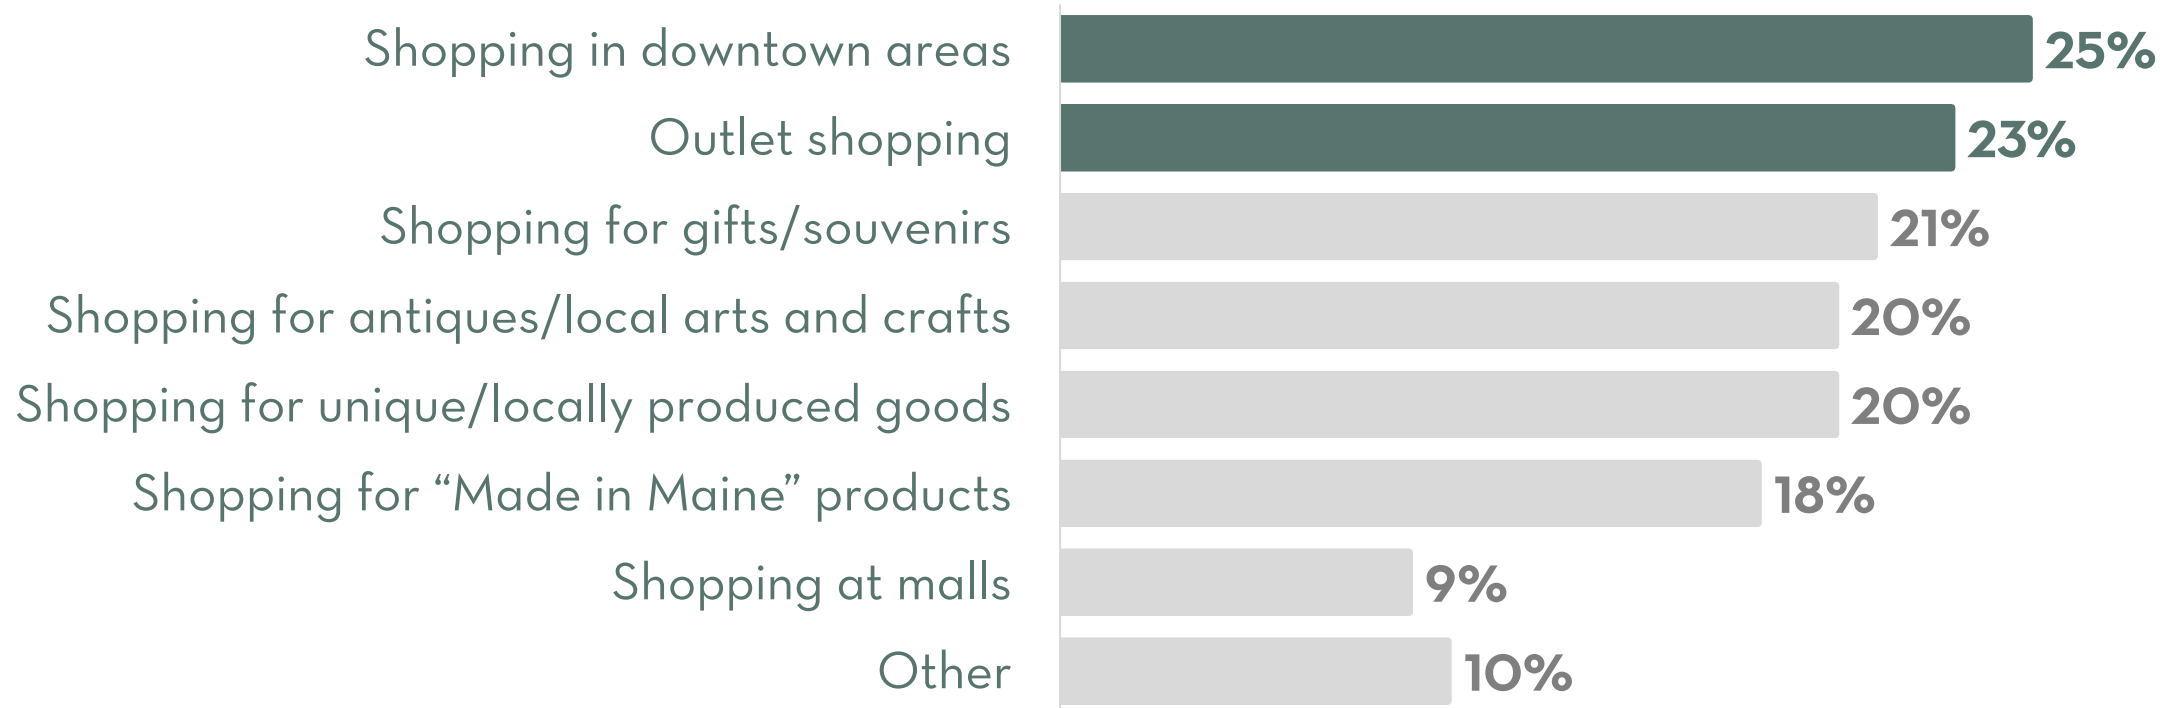 Shopping in downtown areas 25%
Outlet shopping 23%
Shopping for gifts/souvenirs 21%
Shopping for antiques/local arts and crafts 20%
Shopping for unique/locally produced goods 20%
Shopping for “Made in Maine” products 18%
Shopping at malls 9%
Other 10%